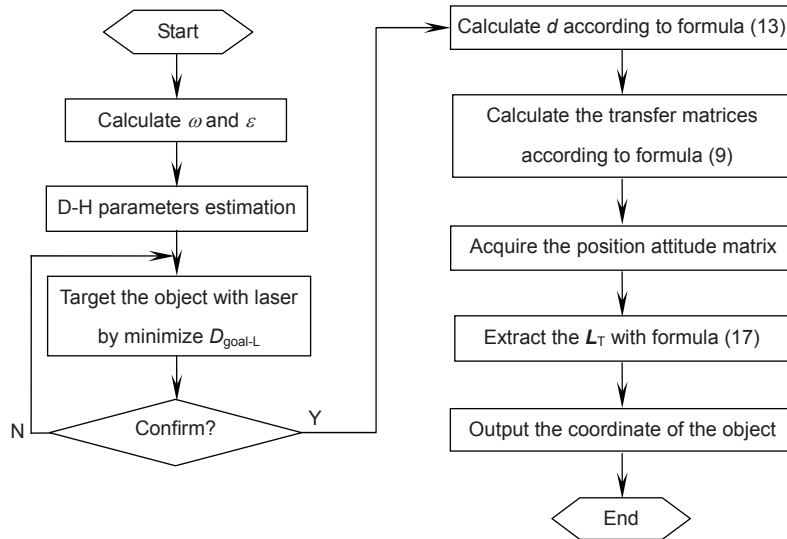 Start
Calculate ω and ε
D-H parameters estimation
Target the object with laser
by minimize D_goal-L
Confirm?
N
Y
Calculate d according to formula (13)
Calculate the transfer matrices
according to formula (9)
Acquire the position attitude matrix
Extract the L_T with formula (17)
Output the coordinate of the object
End